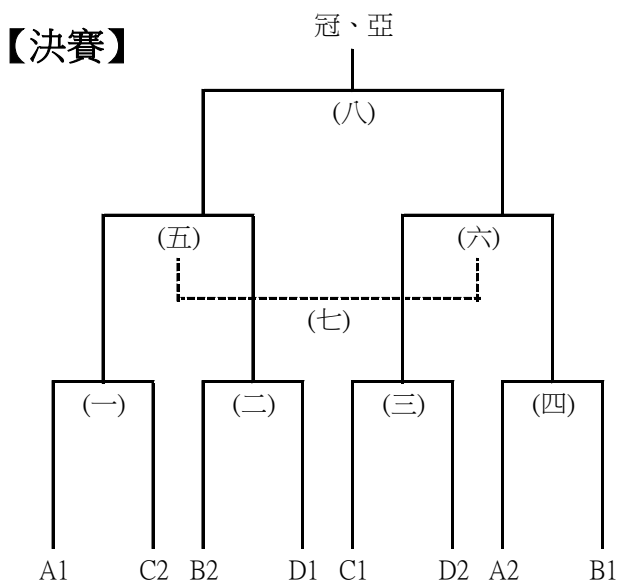 冠、亞
【決賽】
(八)
(五) (六)
(七)
(一) (二) (三) (四)
A1 C2 B2 D1 C1 D2 A2 B1